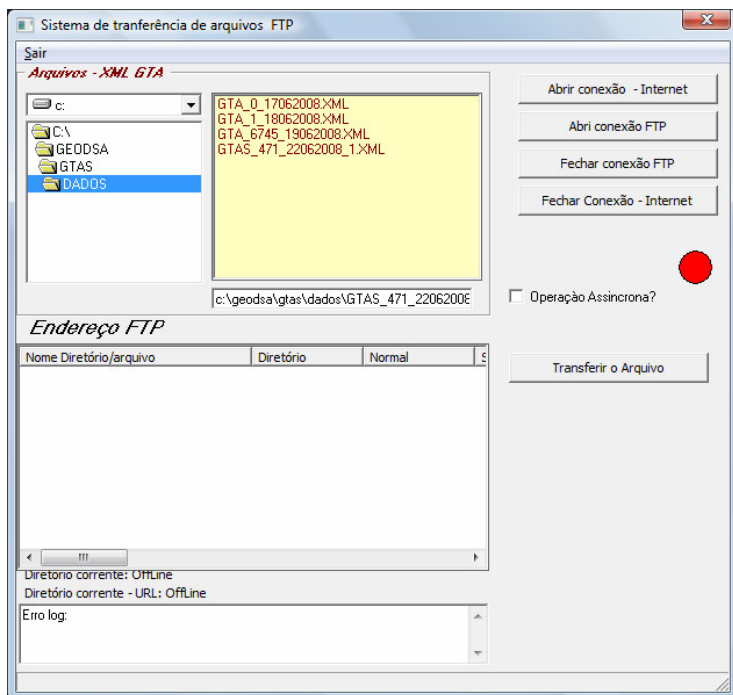 Sistema de tranferência de arquivos FTP
Sair
Arquivos - XML GTA
c:
C:\
GEODSA
GTAS
DADOS
GTA_0_17062008.XML
GTA_1_18062008.XML
GTA_6745_19062008.XML
GTAS_471_22062008_1.XML
c:\geodsa\gtas\dados\GTAS_471_22062008
Abrir conexão - Internet
Abri conexão FTP
Fechar conexão FTP
Fechar Conexão - Internet
Operaçào Assincrona?
Endereço FTP
Nome Diretório/arquivo Diretório Normal S
Transferir o Arquivo
Diretório corrente: OffLine
Diretório corrente - URL: OffLine
Erro log: